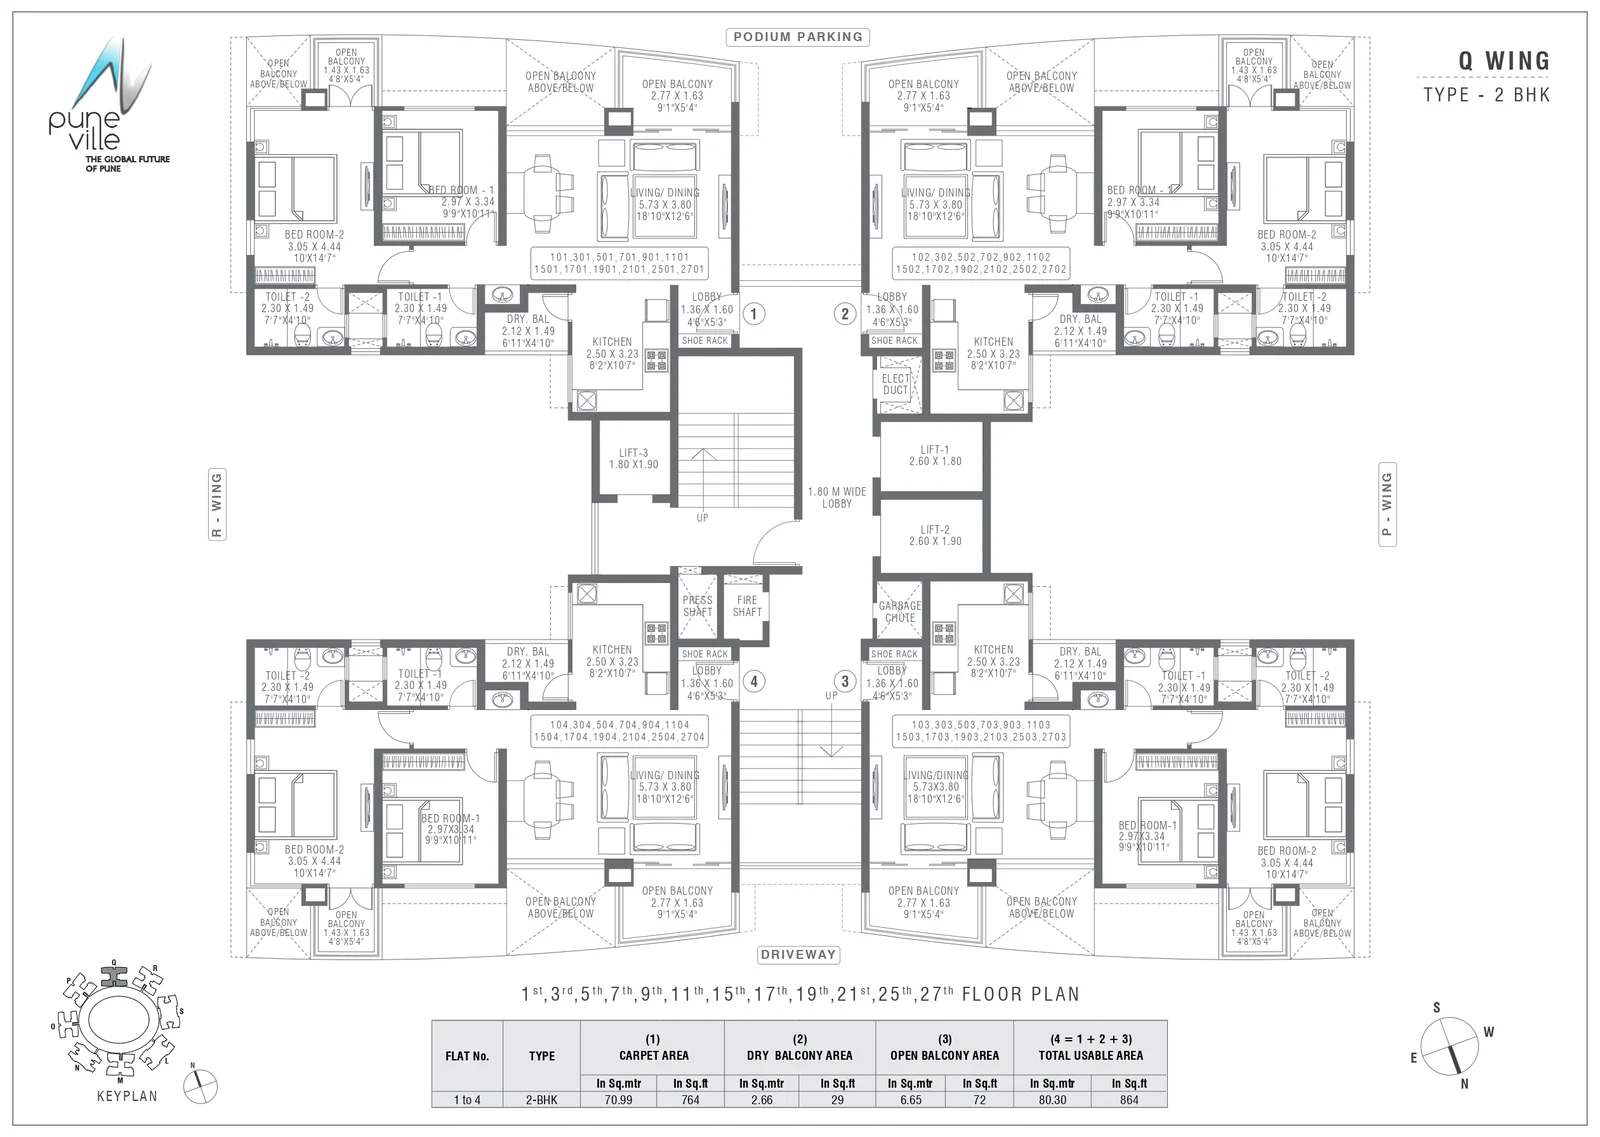 PODIUM PARKING
Q WING
TYPE - 2 BHK
pune
ville
THE GLOBAL FUTURE
OF PUNE
OPEN
BALCONY
ABOVE/BELOW
OPEN
BALCONY
1.43 X 1.63
4'8"X5'4"
OPEN BALCONY
ABOVE/BELOW
OPEN BALCONY
2.77 X 1.63
9'1"X5'4"
OPEN BALCONY
2.77 X 1.63
9'1"X5'4"
OPEN BALCONY
ABOVE/BELOW
OPEN
BALCONY
1.43 X 1.63
4'8"X5'4"
OPEN
BALCONY
ABOVE/BELOW
BED ROOM-2
3.05 X 4.44
10'X14'7"
BED ROOM - 1
2.97 X 3.34
9'9"X10'11"
LIVING/ DINING
5.73 X 3.80
18'10"X12'6"
LIVING/ DINING
5.73 X 3.80
18'10"X12'6"
BED ROOM - 1
2.97 X 3.34
9'9"X10'11"
BED ROOM-2
3.05 X 4.44
10'X14'7"
101,301,501,701,901,1101
1501,1701,1901,2101,2501,2701
102,302,502,702,902,1102
1502,1702,1902,2102,2502,2702
TOILET -2
2.30 X 1.49
7'7"X4'10"
TOILET -1
2.30 X 1.49
7'7"X4'10"
DRY. BAL
2.12 X 1.49
6'11"X4'10"
KITCHEN
2.50 X 3.23
8'2"X10'7"
LOBBY
1.36 X 1.60
4'6"X5'3"
SHOE RACK
1
2
LOBBY
1.36 X 1.60
4'6"X5'3"
SHOE RACK
KITCHEN
2.50 X 3.23
8'2"X10'7"
DRY. BAL
2.12 X 1.49
6'11"X4'10"
TOILET -1
2.30 X 1.49
7'7"X4'10"
TOILET -2
2.30 X 1.49
7'7"X4'10"
ELECT
DUCT
LIFT-3
1.80 X1.90
LIFT-1
2.60 X 1.80
R - WING
UP
1.80 M WIDE
LOBBY
LIFT-2
2.60 X 1.90
P - WING
PRESS
SHAFT
FIRE
SHAFT
GARBAGE
CHUTE
TOILET -2
2.30 X 1.49
7'7"X4'10"
TOILET -1
2.30 X 1.49
7'7"X4'10"
DRY. BAL
2.12 X 1.49
6'11"X4'10"
KITCHEN
2.50 X 3.23
8'2"X10'7"
SHOE RACK
LOBBY
1.36 X 1.60
4'6"X5'3"
4
3
UP
SHOE RACK
LOBBY
1.36 X 1.60
4'6"X5'3"
KITCHEN
2.50 X 3.23
8'2"X10'7"
DRY. BAL
2.12 X 1.49
6'11"X4'10"
TOILET -1
2.30 X 1.49
7'7"X4'10"
TOILET -2
2.30 X 1.49
7'7"X4'10"
104,304,504,704,904,1104
1504,1704,1904,2104,2504,2704
103,303,503,703,903,1103
1503,1703,1903,2103,2503,2703
BED ROOM-2
3.05 X 4.44
10'X14'7"
BED ROOM-1
2.97X3.34
9'9"X10'11"
LIVING/ DINING
5.73 X 3.80
18'10"X12'6"
LIVING/DINING
5.73X3.80
18'10"X12'6"
BED ROOM-1
2.97X3.34
9'9"X10'11"
BED ROOM-2
3.05 X 4.44
10'X14'7"
OPEN
BALCONY
ABOVE/BELOW
OPEN
BALCONY
1.43 X 1.63
4'8"X5'4"
OPEN BALCONY
ABOVE/BELOW
OPEN BALCONY
2.77 X 1.63
9'1"X5'4"
OPEN BALCONY
2.77 X 1.63
9'1"X5'4"
OPEN BALCONY
ABOVE/BELOW
OPEN
BALCONY
1.43 X 1.63
4'8"X5'4"
OPEN
BALCONY
ABOVE/BELOW
DRIVEWAY
1st,3rd,5th,7th,9th,11th,15th,17th,19th,21st,25th,27th FLOOR PLAN
FLAT No. TYPE (1) CARPET AREA (2) DRY BALCONY AREA (3) OPEN BALCONY AREA (4 = 1 + 2 + 3) TOTAL USABLE AREA
In Sq.mtr In Sq.ft In Sq.mtr In Sq.ft In Sq.mtr In Sq.ft In Sq.mtr In Sq.ft
1 to 4 2-BHK 70.99 764 2.66 29 6.65 72 80.30 864
Q
P R
O S
N L
M
KEYPLAN
N
S
W
E
N